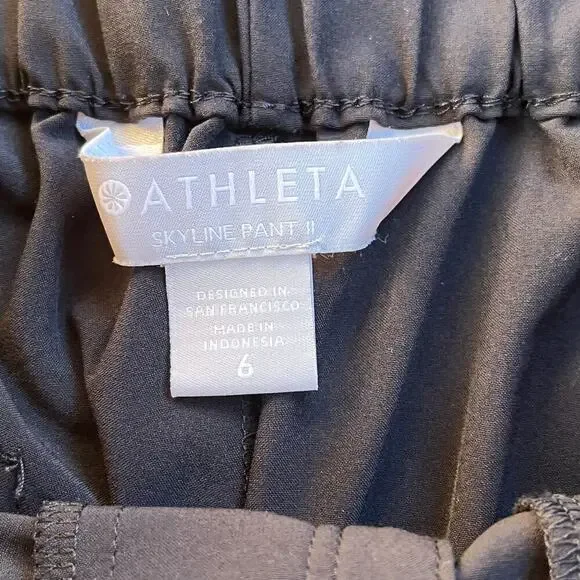 ATHLETA
SKYLINE PANT II
DESIGNED IN
SAN FRANCISCO
MADE IN
INDONESIA
6